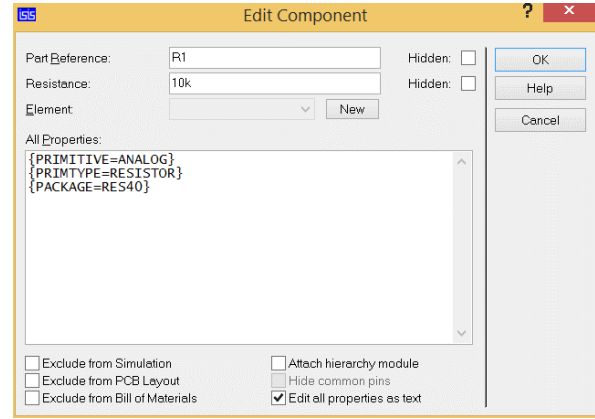 isis Edit Component ? ×
Part Reference: R1 Hidden: OK
Resistance: 10k Hidden: Help
Element: New Cancel
All Properties:
{PRIMITIVE=ANALOG}
{PRIMTYPE=RESISTOR}
{PACKAGE=RES40}
Exclude from Simulation Attach hierarchy module
Exclude from PCB Layout Hide common pins
Exclude from Bill of Materials Edit all properties as text